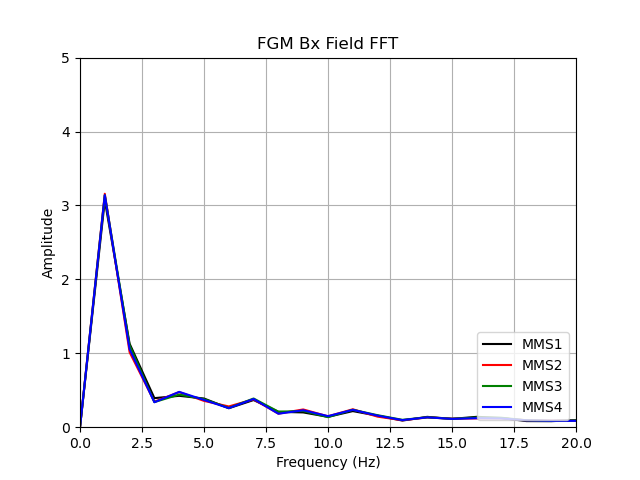 FGM Bx Field FFT
5
4
3
2
1
0
Amplitude
MMS1
MMS2
MMS3
MMS4
0.0 2.5 5.0 7.5 10.0 12.5 15.0 17.5 20.0
Frequency (Hz)